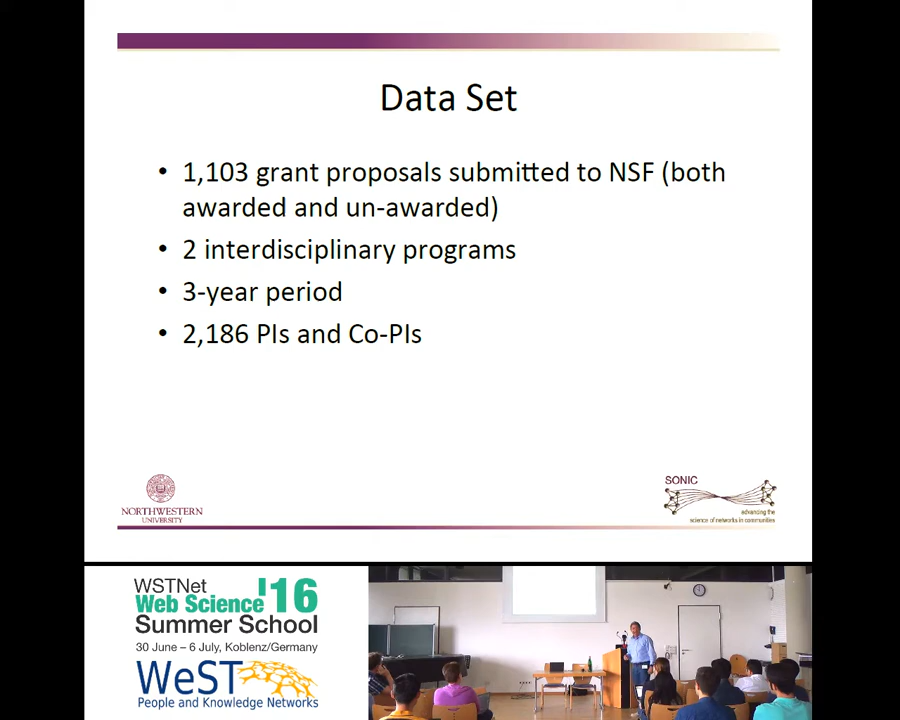 Data Set
• 1,103 grant proposals submitted to NSF (both
awarded and un-awarded)
• 2 interdisciplinary programs
• 3-year period
• 2,186 PIs and Co-PIs
NORTHWESTERN
UNIVERSITY
SONIC
advancing the
science of networks in communities
WSTNet
Web Science '16
Summer School
30 June – 6 July, Koblenz/Germany
WeST
People and Knowledge Networks